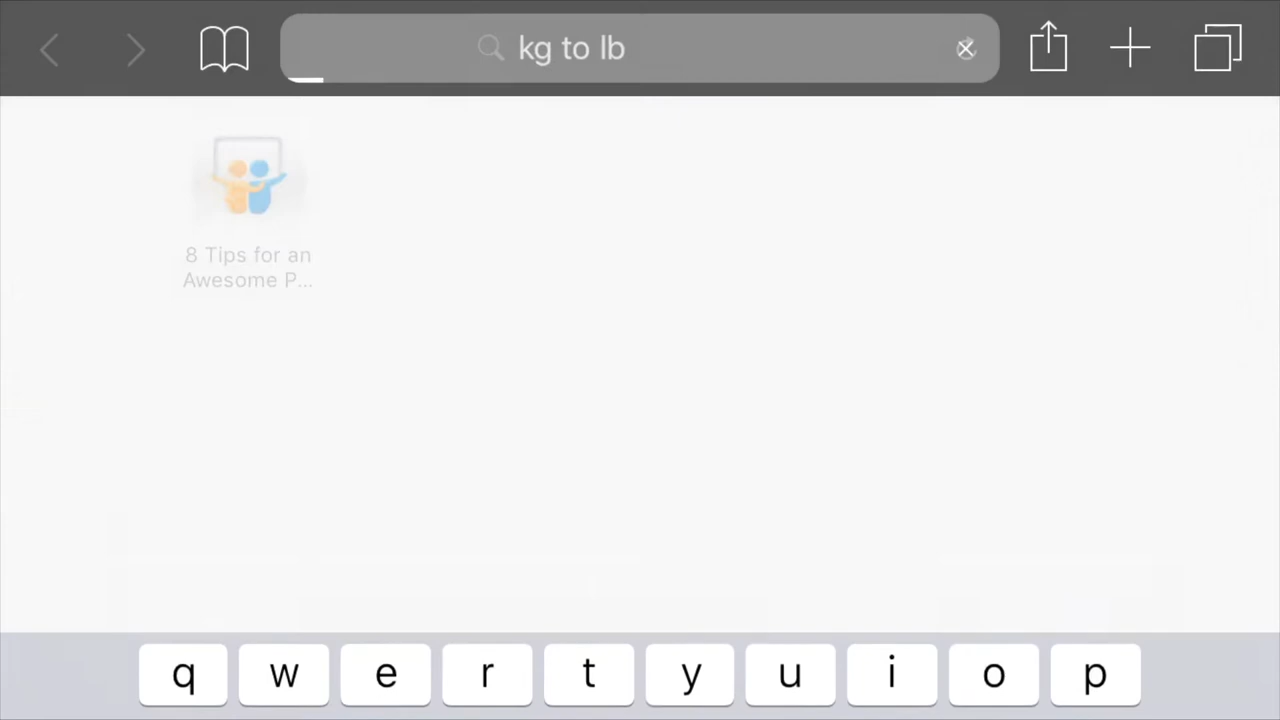 kg to lb
8 Tips for an
Awesome P...
q w e r t y u i o p